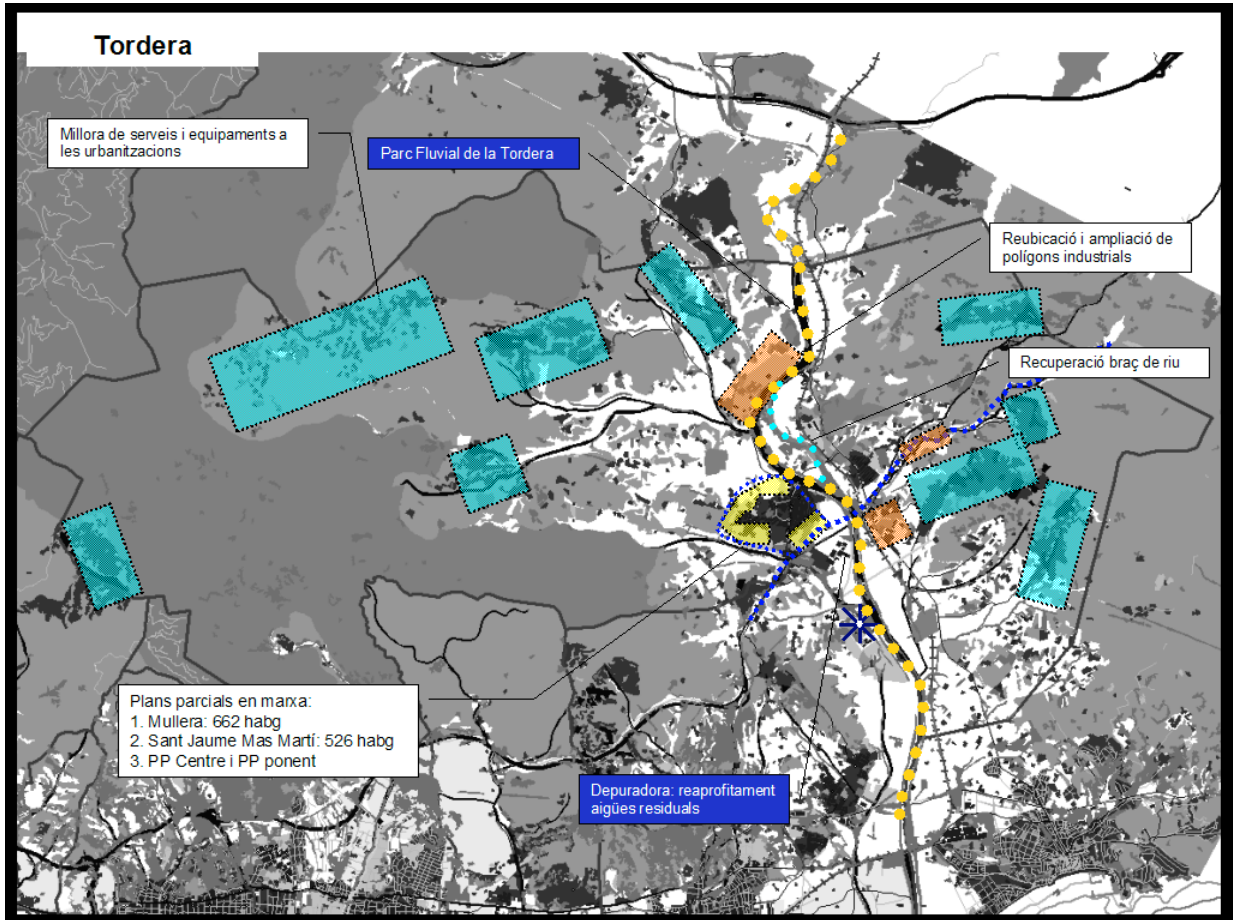 Tordera
Millora de serveis i equipaments a
les urbanitzacions
Parc Fluvial de la Tordera
Reubicació i ampliació de
polígons industrials
Recuperació braç de riu
Plans parcials en marxa:
1. Mullera: 662 habg
2. Sant Jaume Mas Martí: 526 habg
3. PP Centre i PP ponent
Depuradora: reaprofitament
aigües residuals